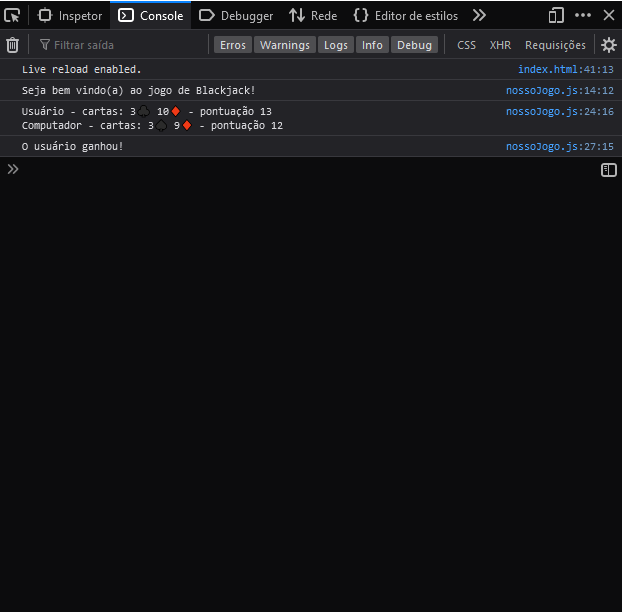 Inspetor Console Debugger Rede {} Editor de estilos
Filtrar saída Erros Warnings Logs Info Debug CSS XHR Requisições
Live reload enabled. index.html:41:13
Seja bem vindo(a) ao jogo de Blackjack! nossoJogo.js:14:12
Usuário - cartas: 3♣ 10♦ - pontuação 13 nossoJogo.js:24:16
Computador - cartas: 3♠ 9♦ - pontuação 12
O usuário ganhou! nossoJogo.js:27:15